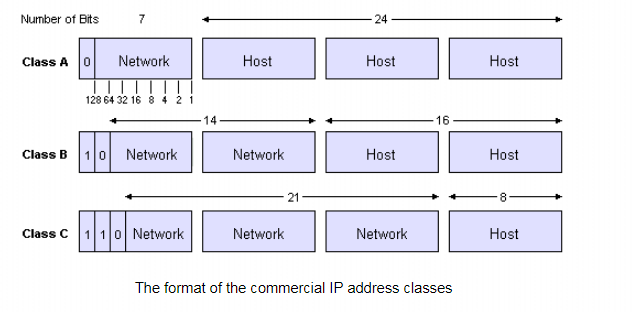 Number of Bits 7 24
Class A 0 Network Host Host Host
128 64 32 16 8 4 2 1
14 16
Class B 1 0 Network Network Host Host
21 8
Class C 1 1 0 Network Network Network Host
The format of the commercial IP address classes